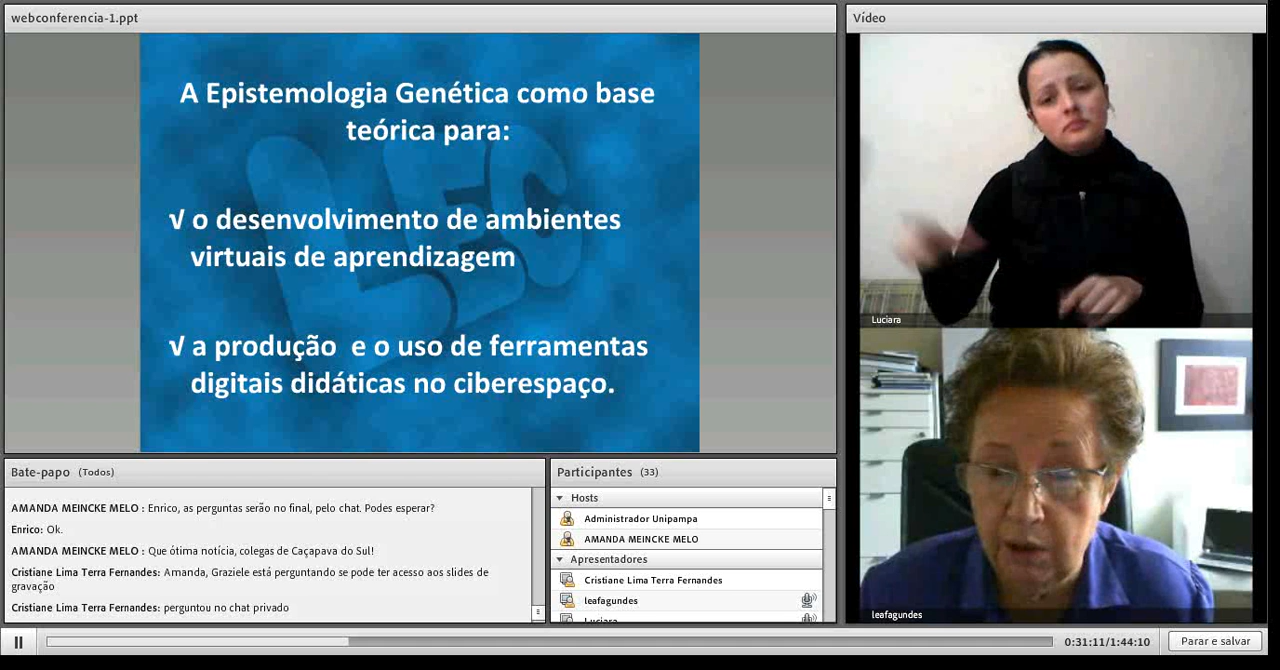 webconferencia-1.ppt
A Epistemologia Genética como base
teórica para:
√ o desenvolvimento de ambientes
virtuais de aprendizagem
√ a produção e o uso de ferramentas
digitais didáticas no ciberespaço.
LEC
Vídeo
Luciara
leafagundes
Bate-papo (Todos)
AMANDA MEINCKE MELO : Enrico, as perguntas serão no final, pelo chat. Podes esperar?
Enrico: Ok.
AMANDA MEINCKE MELO : Que ótima notícia, colegas de Caçapava do Sul!
Cristiane Lima Terra Fernandes: Amanda, Graziele está perguntando se pode ter acesso aos slides de
gravação
Cristiane Lima Terra Fernandes: perguntou no chat privado
Participantes (33)
Hosts
Administrador Unipampa
AMANDA MEINCKE MELO
Apresentadores
Cristiane Lima Terra Fernandes
leafagundes
Luciara
0:31:11/1:44:10
Parar e salvar